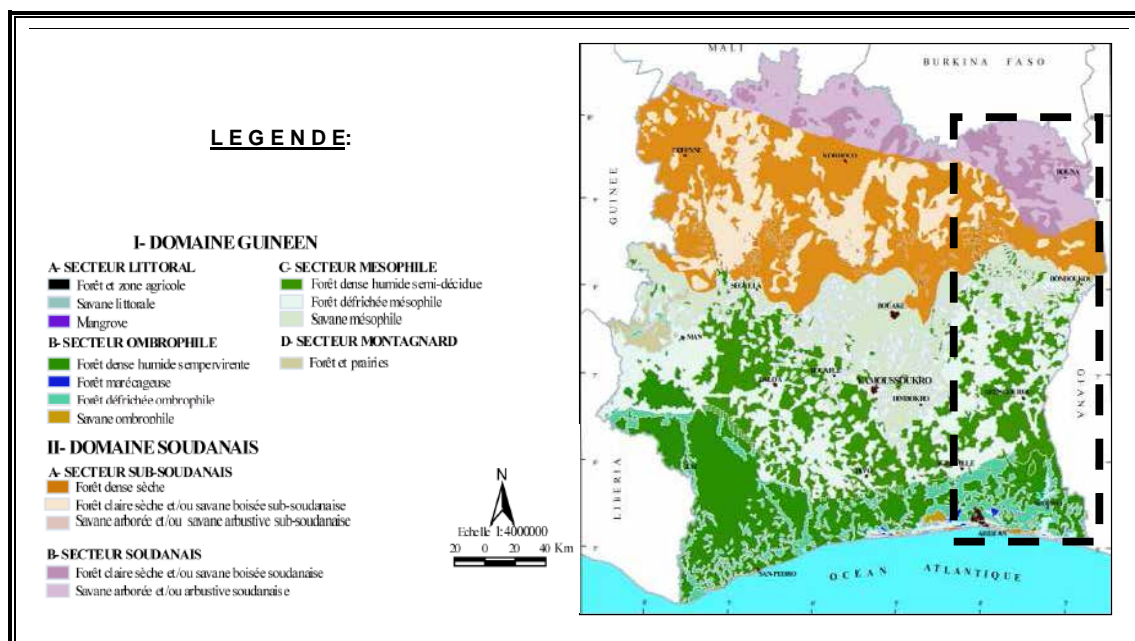 LEGENDE:
I- DOMAINE GUINEEN
A- SECTEUR LITTORAL
Forêt et zone agricole
Savane littorale
Mangrove
B- SECTEUR OMBROPHILE
Forêt dense humide sempervirente
Forêt marécageuse
Forêt défrichée ombrophile
Savane ombrophile
C- SECTEUR MESOPHILE
Forêt dense humide semi-décidue
Forêt défrichée mésophile
Savane mésophile
D- SECTEUR MONTAGNARD
Forêt et prairies
II- DOMAINE SOUDANAIS
A- SECTEUR SUB-SOUDANAIS
Forêt dense sèche
Forêt claire sèche et/ou savane boisée sub-soudanaise
Savane arborée et/ou savane arbustive sub-soudanaise
B- SECTEUR SOUDANAIS
Forêt claire sèche et/ou savane boisée soudanaise
Savane arborée et/ou arbustive soudanaise
N
Echelle 1:4000000
20 0 20 40 Km
MALI
BURKINA FASO
GUINEE
LIBERIA
GHANA
KORHOGO
BOUNA
BONDOUKOU
SEGUELA
BOUAKE
MAN
DALOA
BOUAFLE
YAMOUSSOUKRO
DIMBOKRO
ABIDJAN
SAN-PEDRO
OCEAN ATLANTIQUE